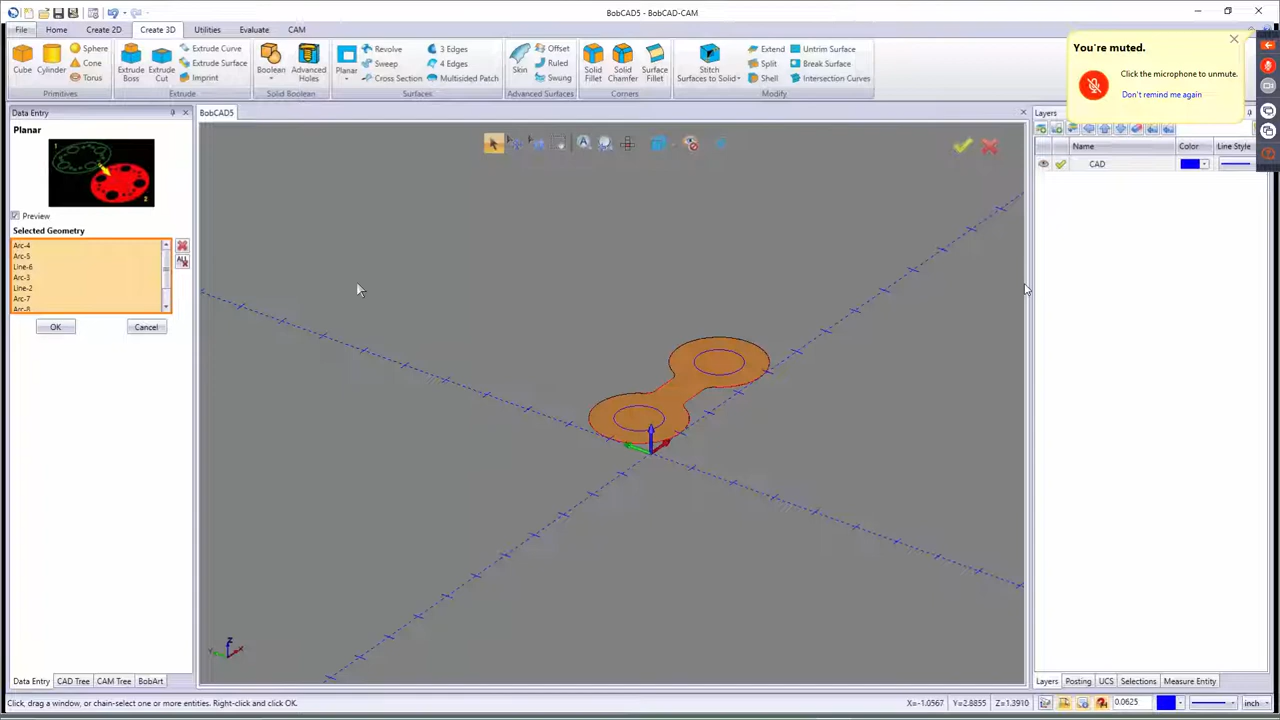 BobCAD5 - BobCAD-CAM
File Home Create 2D Create 3D Utilities Evaluate CAM
Cube Cylinder Sphere Cone Torus
Extrude Boss Extrude Cut Extrude Curve Extrude Surface Imprint
Boolean Advanced Holes
Planar Revolve Sweep Cross Section 3 Edges 4 Edges Multisided Patch
Skin Offset Ruled Swung
Solid Fillet Solid Chamfer Surface Fillet
Stitch Surfaces to Solid Extend Split Shell Untrim Surface Break Surface Intersection Curves
Primitives Extrude Solid Boolean Surfaces Advanced Surfaces Corners Modify
You're muted.
Click the microphone to unmute.
Don't remind me again
Data Entry
BobCAD5
Layers
Planar
1
2
Preview
Selected Geometry
Arc-4
Arc-5
Line-6
Arc-3
Line-2
Arc-7
Arc-8
ALL
OK Cancel
Name Color Line Style
CAD
Z
Y X
Data Entry CAD Tree CAM Tree BobArt
Layers Posting UCS Selections Measure Entity
Click, drag a window, or chain-select one or more entities. Right-click and click OK.
X=-1.0567 Y=2.8855 Z=1.3910
0.0625
inch